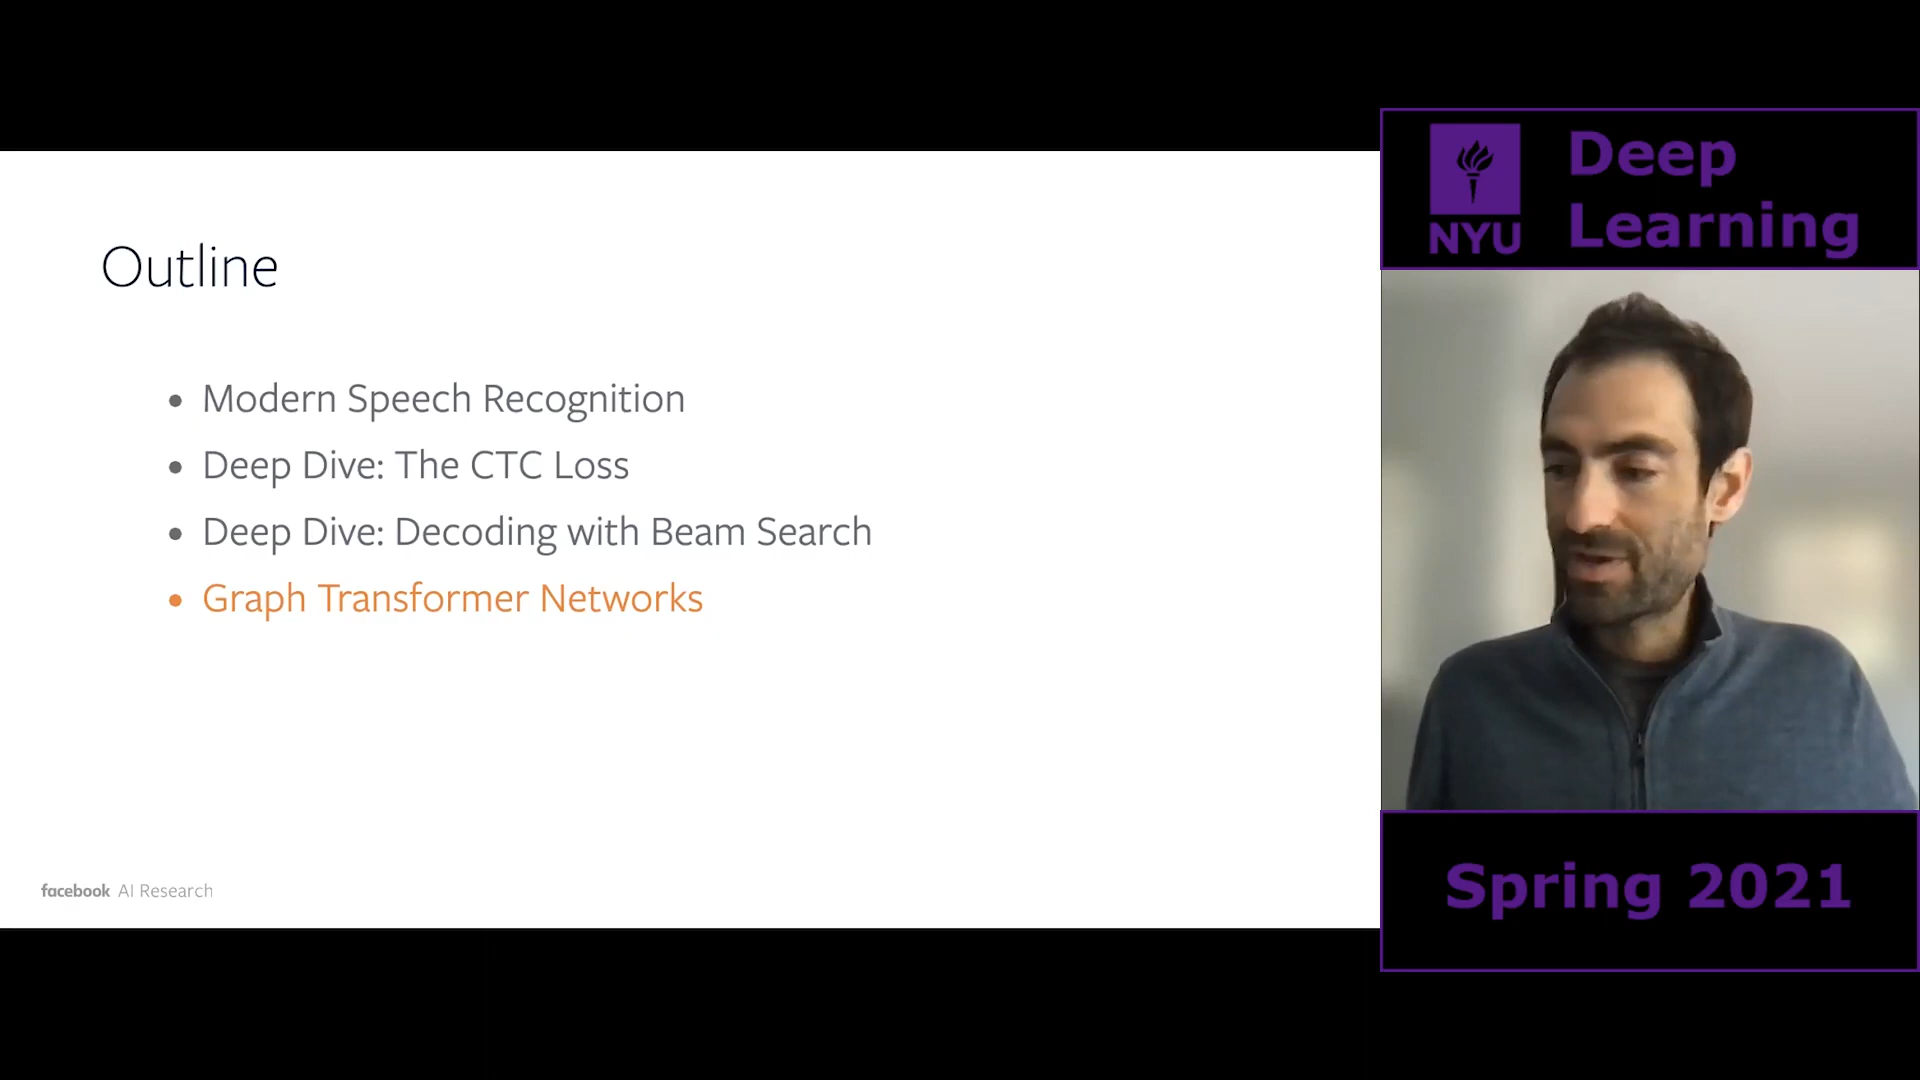 Outline
• Modern Speech Recognition
• Deep Dive: The CTC Loss
• Deep Dive: Decoding with Beam Search
• Graph Transformer Networks
facebook AI Research
NYU
Deep
Learning
Spring 2021